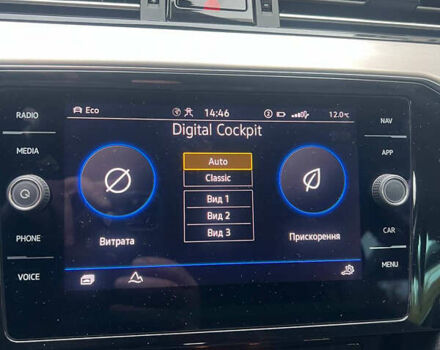 RADIO
MEDIA
PHONE
VOICE
Eco
14:46
2
12.0°C
Digital Cockpit
Auto
Classic
Вид 1
Вид 2
Вид 3
Витрата
Прискорення
NAV
APP
CAR
MENU